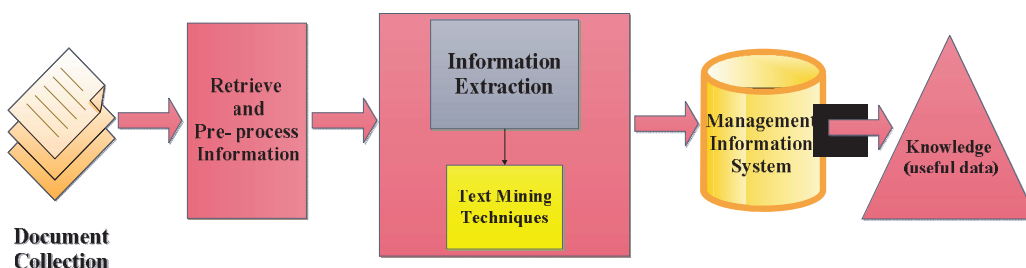 Document
Collection
Retrieve
and
Pre- process
Information
Information
Extraction
Text Mining
Techniques
Management
Information
System
Knowledge
(useful data)